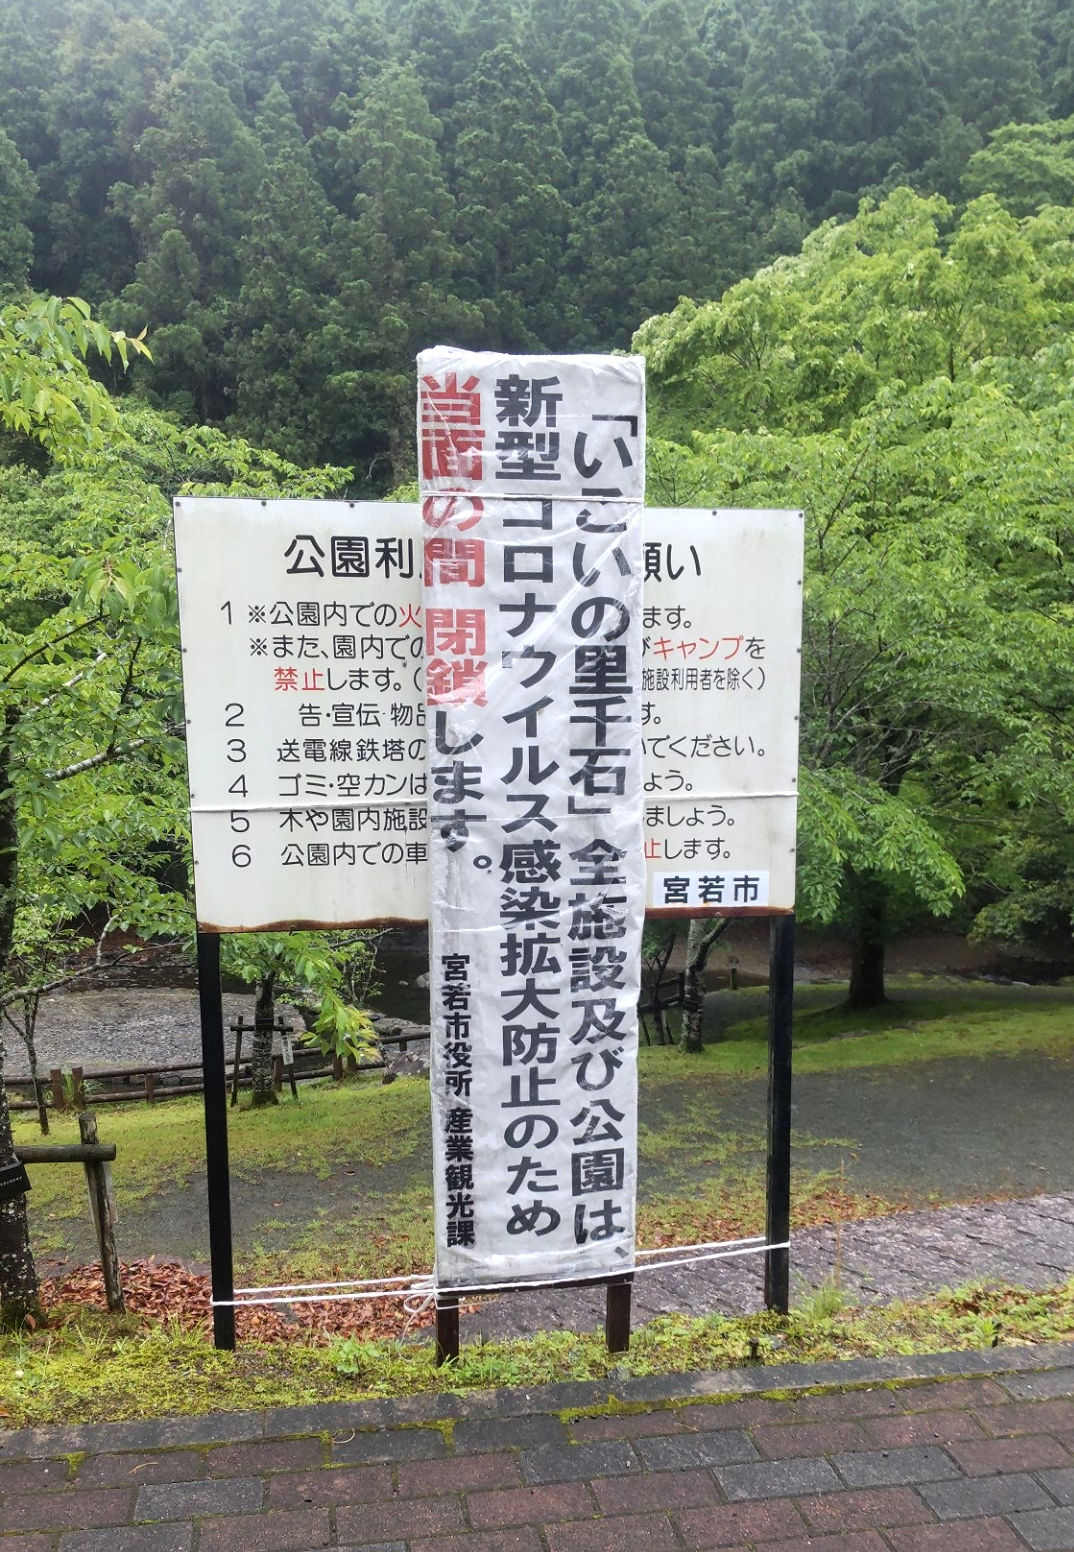 「いこいの里千石」全施設及び公園は、
新型コロナウイルス感染拡大防止のため
当面の間 閉鎖します。
宮若市役所 産業観光課
公園利 願い
1 ※公園内での火 ます。
※また、園内での びキャンプを
禁止します。( 施設利用者を除く)
2 告・宣伝・物品 す。
3 送電線鉄塔の いでください。
4 ゴミ・空カンは ょう。
5 木や園内施設 ましょう。
6 公園内での車 止します。
宮若市